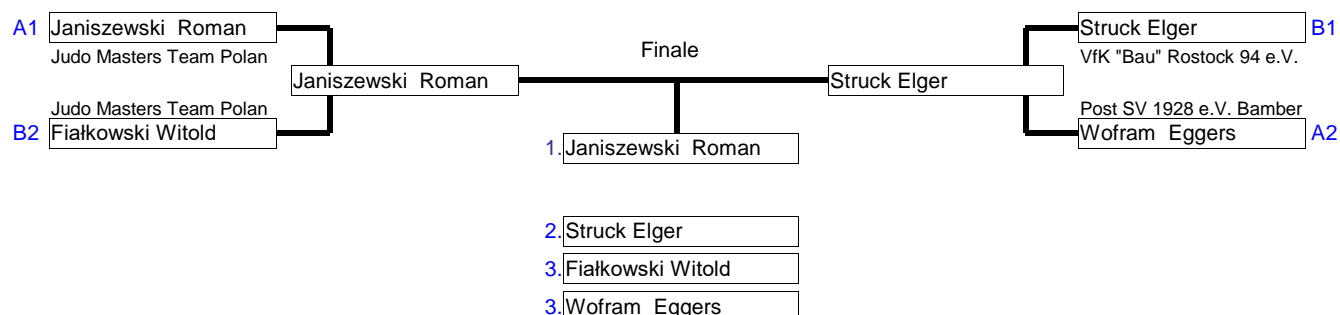 A1 Janiszewski Roman
Judo Masters Team Polan
Judo Masters Team Polan
B2 Fiałkowski Witold
Janiszewski Roman
Finale
Struck Elger
Struck Elger B1
VfK "Bau" Rostock 94 e.V.
Post SV 1928 e.V. Bamber
Wofram Eggers A2
1. Janiszewski Roman
2. Struck Elger
3. Fiałkowski Witold
3. Wofram Eggers